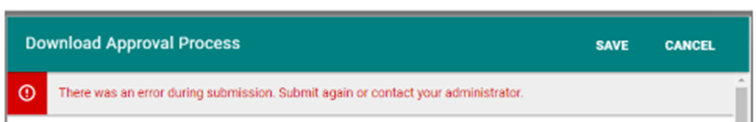 Download Approval Process SAVE CANCEL
There was an error during submission. Submit again or contact your administrator.